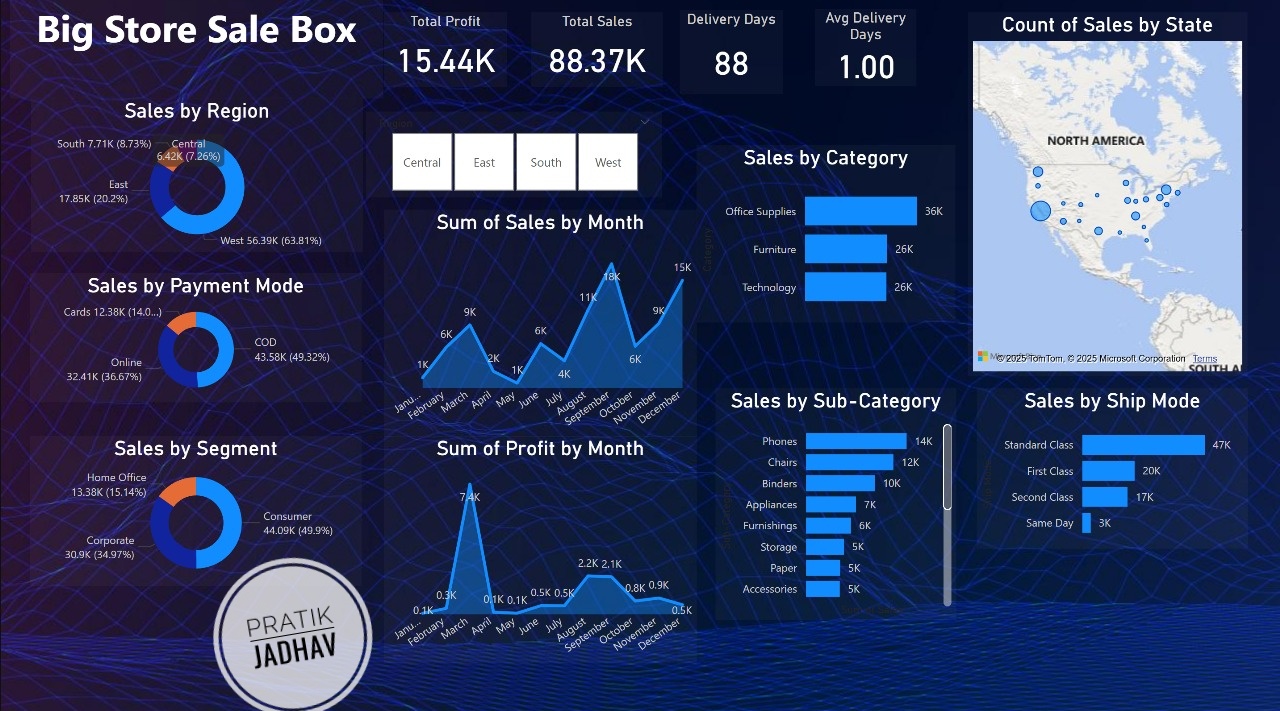 Big Store Sale Box
Total Profit
15.44K
Total Sales
88.37K
Delivery Days
88
Avg Delivery
Days
1.00
Count of Sales by State
NORTH AMERICA
© 2025 TomTom, © 2025 Microsoft Corporation Terms
Sales by Region
South 7.71K (8.73%)
Central
6.42K (7.26%)
East
17.85K (20.2%)
West 56.39K (63.81%)
Region
Central
East
South
West
Sales by Category
Category
Office Supplies
36K
Furniture
26K
Technology
26K
Sum of Sales by Month
1K
6K
9K
2K
1K
6K
4K
11K
18K
6K
9K
15K
Janu...
February
March
April
May
June
July
August
September
October
November
December
Sales by Payment Mode
Cards 12.38K (14.0...)
COD
43.58K (49.32%)
Online
32.41K (36.67%)
Sales by Segment
Home Office
13.38K (15.14%)
Consumer
44.09K (49.9%)
Corporate
30.9K (34.97%)
Sum of Profit by Month
0.1K
0.3K
7.4K
0.1K
0.1K
0.5K
0.5K
2.2K
2.1K
0.8K
0.9K
0.5K
Janu...
February
March
April
May
June
July
August
September
October
November
December
Sales by Sub-Category
Phones
14K
Chairs
12K
Binders
10K
Appliances
7K
Furnishings
6K
Storage
5K
Paper
5K
Accessories
5K
Sales by Ship Mode
Standard Class
47K
First Class
20K
Second Class
17K
Same Day
3K
PRATIK
JADHAV